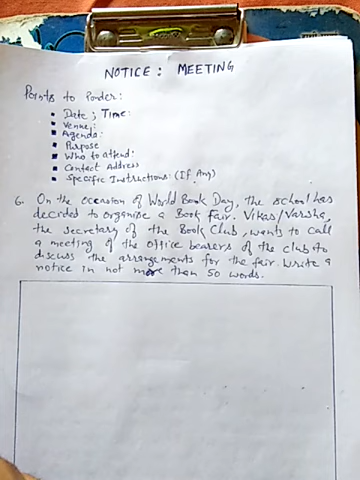 NOTICE: MEETING
Points to Ponder:
▪ Date; Time:
▪ Venue;:
▪ Agenda:
▪ Purpose
▪ Who to attend:
▪ Contact Address
▪ Specific Instructions: (If Any)
6. On the occasion of World Book Day, the school has
decided to organise a Book fair. Vikas/Varsha,
the secretary of the Book Club, wants to call
a meeting of the office bearers of the club to
discuss the arrangements for the fair. Write a
notice in not more than 50 words.